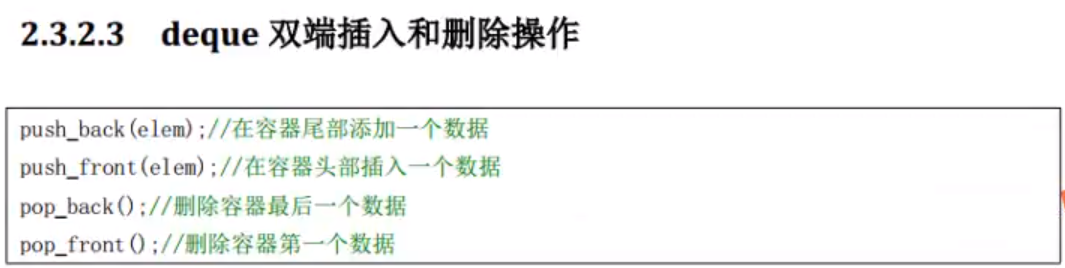 2.3.2.3 deque 双端插入和删除操作
push_back(elem);//在容器尾部添加一个数据
push_front(elem);//在容器头部插入一个数据
pop_back();//删除容器最后一个数据
pop_front();//删除容器第一个数据